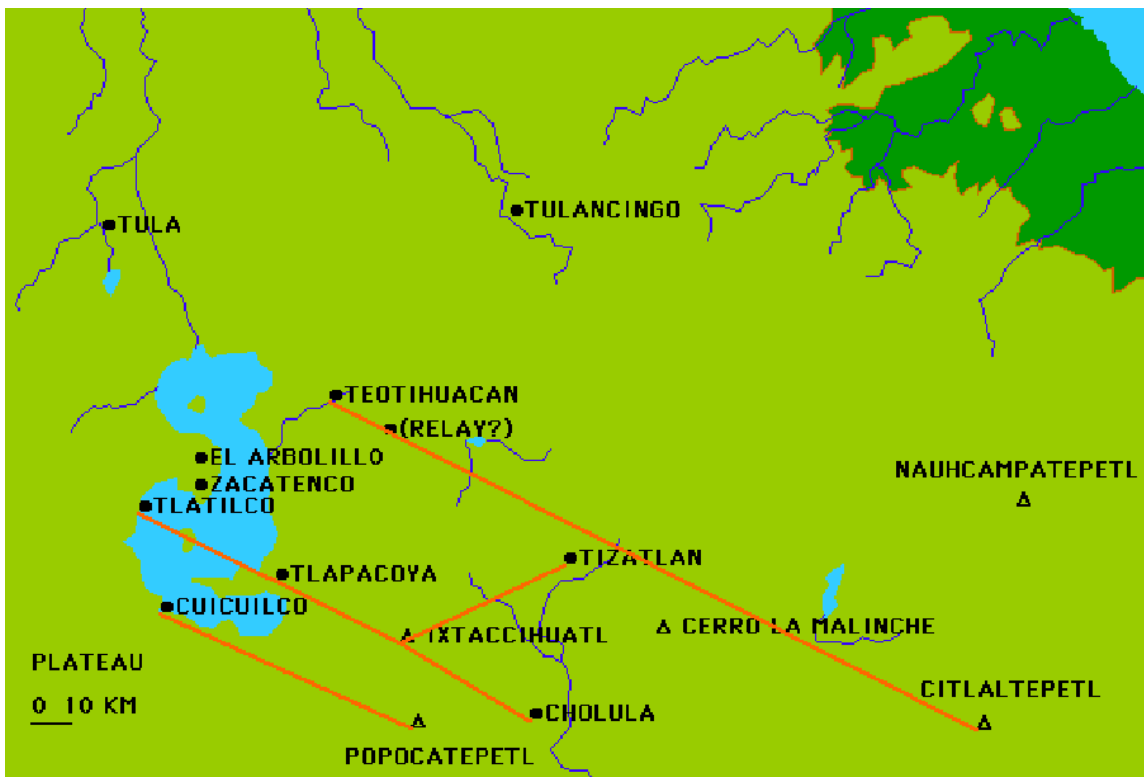 TULANCINGO
TULA
TEOTIHUACAN
(RELAY?)
EL ARBOLILLO
NAUHCAMPATEPETL
ZACATENCO
TLATILCO
TIZATLAN
TLAPACOYA
CUICUILCO
CERRO LA MALINCHE
IXTACCIHUATL
PLATEAU
CITLALTEPETL
0 10 KM
CHOLULA
POPOCATEPETL